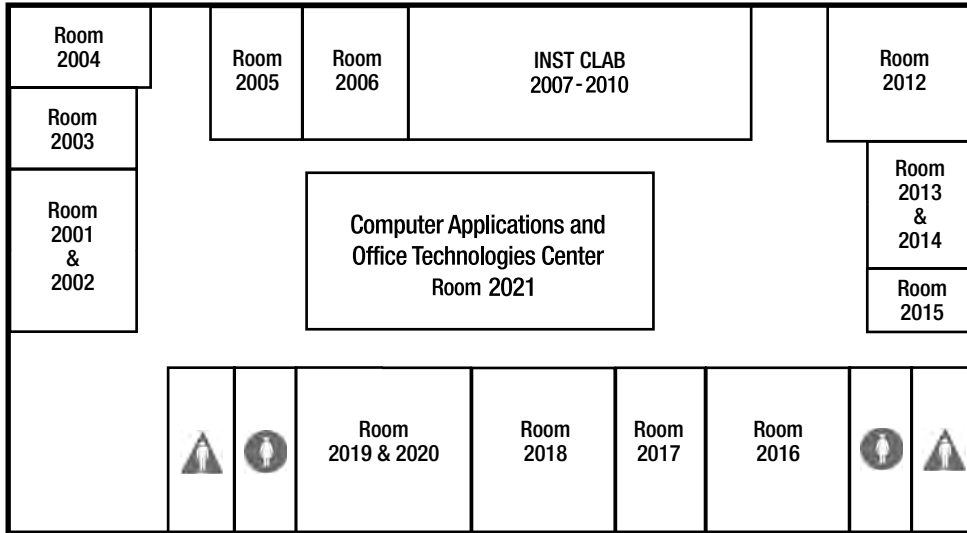 Room
2004
Room
2005
Room
2006
INST CLAB
2007-2010
Room
2012
Room
2003
Room
2001
&
2002
Computer Applications and
Office Technologies Center
Room 2021
Room
2013
&
2014
Room
2015
Room
2019 & 2020
Room
2018
Room
2017
Room
2016